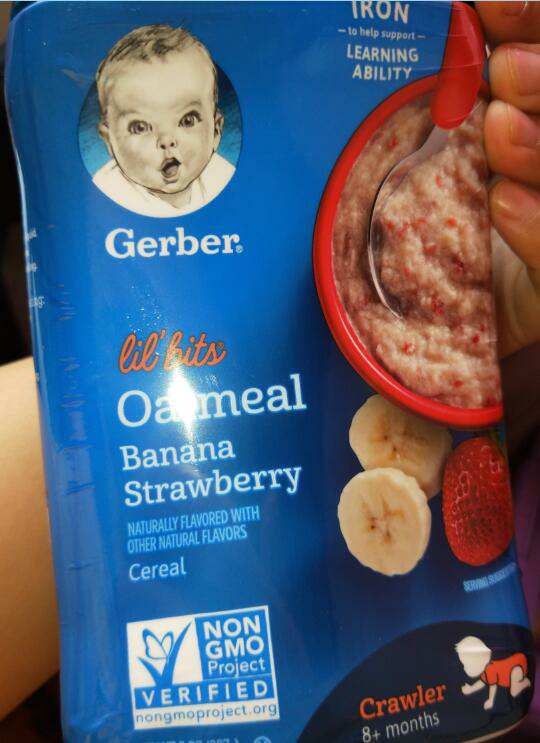 IRON
to help support
LEARNING
ABILITY
Gerber®
lil' bits
Oatmeal
Banana
Strawberry
NATURALLY FLAVORED WITH
OTHER NATURAL FLAVORS
Cereal
SERVING
NON
GMO
Project
VERIFIED
nongmoproject.org
Crawler
8+ months